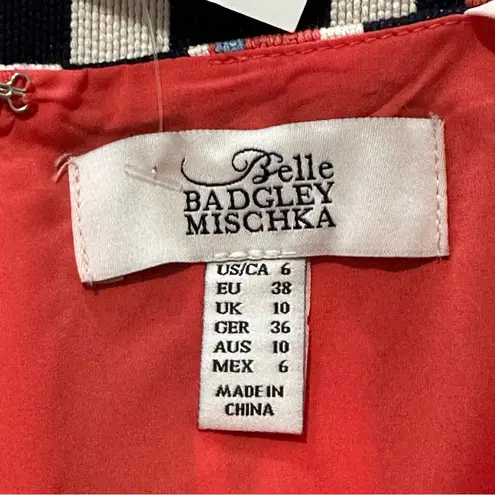 Belle
BADGLEY
MISCHKA
US/CA 6
EU 38
UK 10
GER 36
AUS 10
MEX 6
MADE IN
CHINA